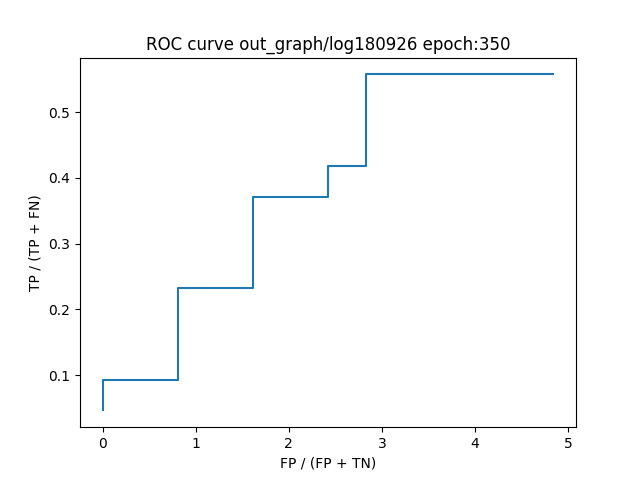 ROC curve out_graph/log180926 epoch:350
TP / (TP + FN)
0.5
0.4
0.3
0.2
0.1
0 1 2 3 4 5
FP / (FP + TN)